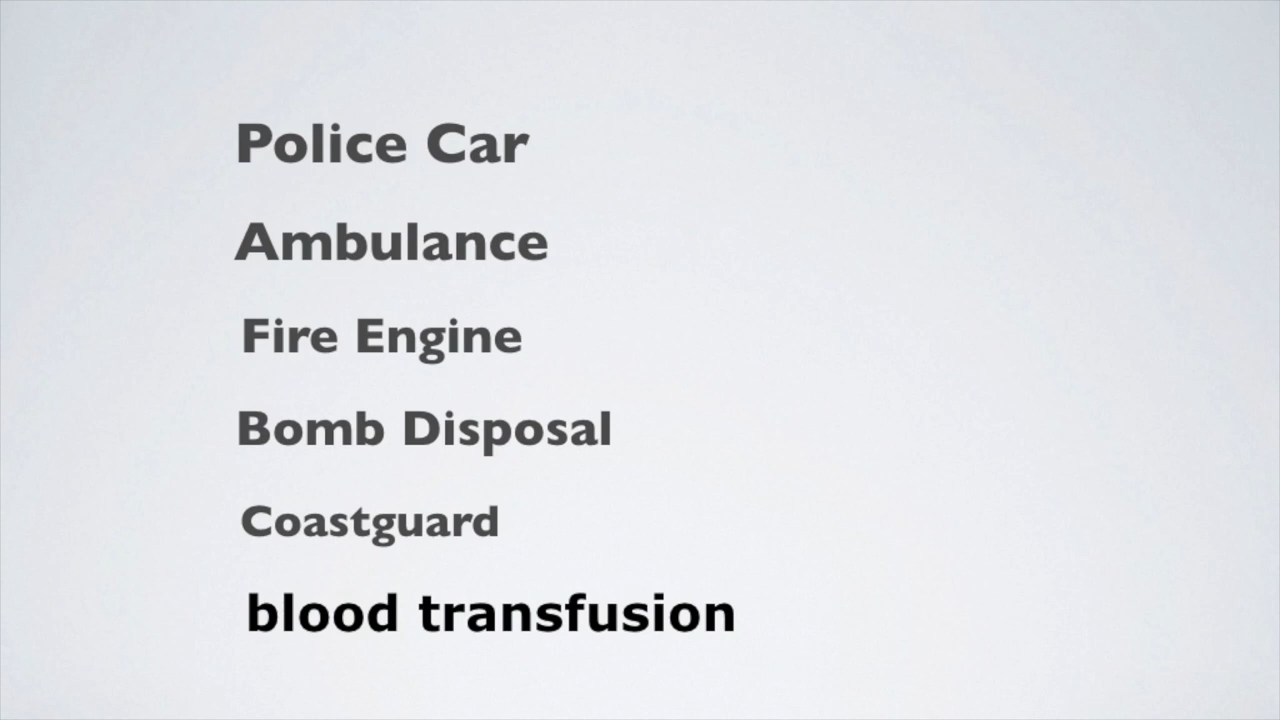 Police Car
Ambulance
Fire Engine
Bomb Disposal
Coastguard
blood transfusion